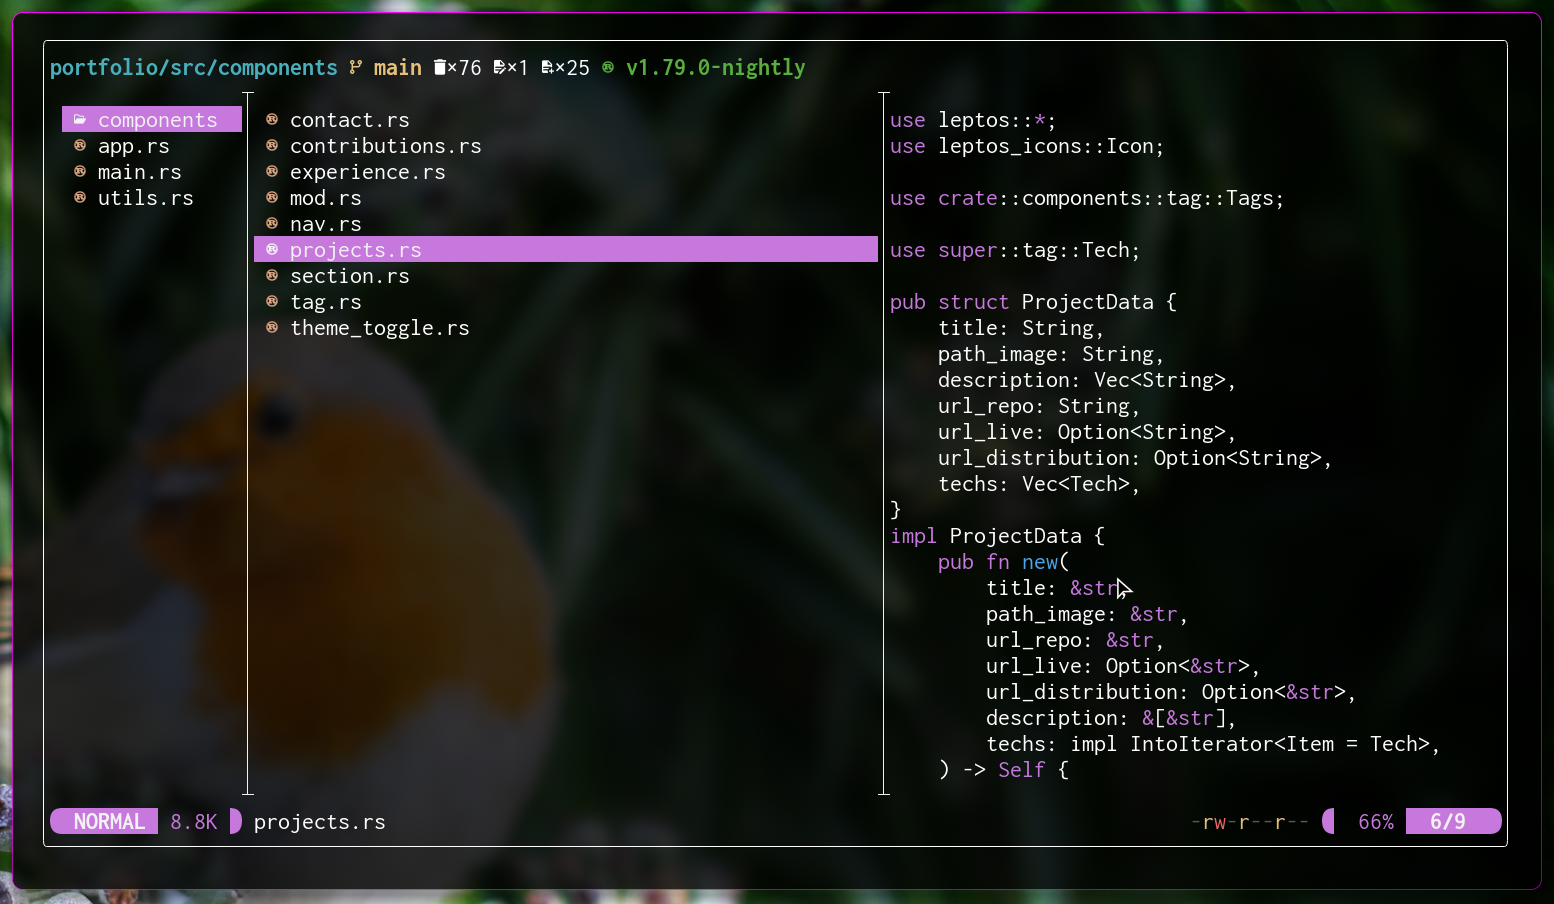 portfolio/src/components main ×76 ×1 ×25 v1.79.0-nightly
components
app.rs
main.rs
utils.rs
contact.rs
contributions.rs
experience.rs
mod.rs
nav.rs
projects.rs
section.rs
tag.rs
theme_toggle.rs
use leptos::*;
use leptos_icons::Icon;
use crate::components::tag::Tags;
use super::tag::Tech;
pub struct ProjectData {
    title: String,
    path_image: String,
    description: Vec<String>,
    url_repo: String,
    url_live: Option<String>,
    url_distribution: Option<String>,
    techs: Vec<Tech>,
}
impl ProjectData {
    pub fn new(
        title: &str,
        path_image: &str,
        url_repo: &str,
        url_live: Option<&str>,
        url_distribution: Option<&str>,
        description: &[&str],
        techs: impl IntoIterator<Item = Tech>,
    ) -> Self {
NORMAL 8.8K projects.rs -rw-r--r-- 66% 6/9